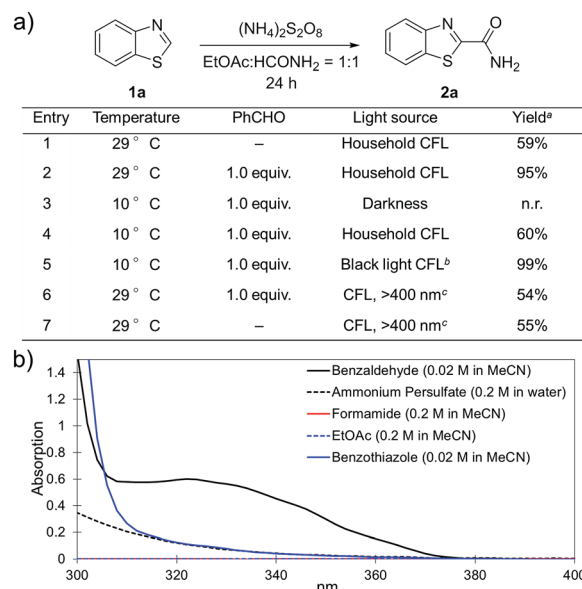 a)
(NH₄)₂S₂O₈
EtOAc:HCONH₂ = 1:1
24 h
N
S
1a
N
S
O
NH₂
2a
Entry Temperature PhCHO Light source Yieldᵃ
1 29° C – Household CFL 59%
2 29° C 1.0 equiv. Household CFL 95%
3 10° C 1.0 equiv. Darkness n.r.
4 10° C 1.0 equiv. Household CFL 60%
5 10° C 1.0 equiv. Black light CFLᵇ 99%
6 29° C 1.0 equiv. CFL, >400 nmᶜ 54%
7 29° C – CFL, >400 nmᶜ 55%
b)
Benzaldehyde (0.02 M in MeCN)
Ammonium Persulfate (0.2 M in water)
Formamide (0.2 M in MeCN)
EtOAc (0.2 M in MeCN)
Benzothiazole (0.02 M in MeCN)
Absorption
1.4
1.2
1
0.8
0.6
0.4
0.2
0
300 320 340 360 380 400
nm